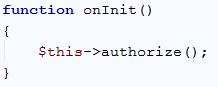 function onInit()
{
    $this->authorize();
}